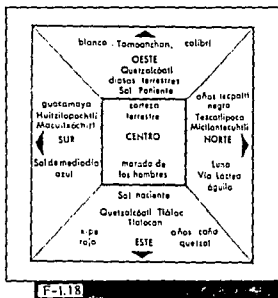 blanco Tamoanchan, colibrí
OESTE
Quetzalcóatl
diosas terrestres
Sol Poniente
guacamaya
Huitzilopochtli
Macuilxóchitl
SUR
Sol de mediodía
azul
corteza
terrestre
CENTRO
morada de
los hombres
años tecpatl
negro
Tezcatlipoca
Mictlantecuhtli
NORTE
Luna
Vía Láctea
águila
Sol naciente
Quetzalcóatl Tláloc
Tlalocan
xipe años caña
rojo ESTE quetzal
F-1.18